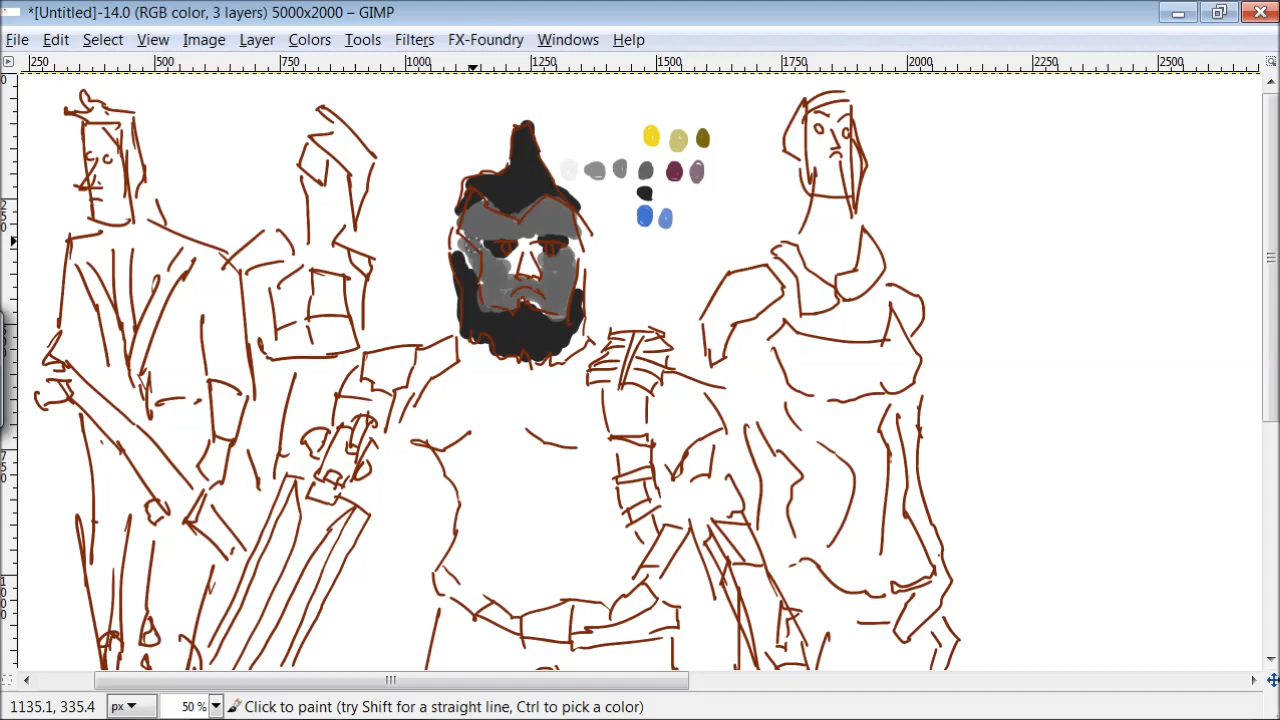 *[Untitled]-14.0 (RGB color, 3 layers) 5000x2000 – GIMP
File Edit Select View Image Layer Colors Tools Filters FX-Foundry Windows Help
250 500 750 1000 1250 1500 1750 2000 2250 2500
1135.1, 335.4 px 50 % Click to paint (try Shift for a straight line, Ctrl to pick a color)